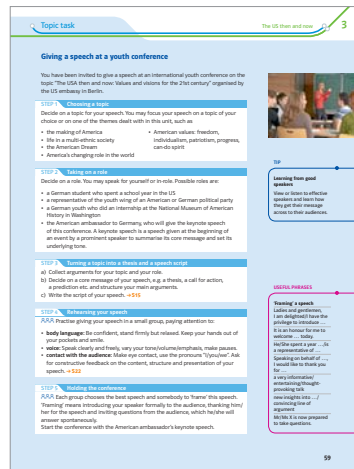 Topic task
The US then and now
3
Giving a speech at a youth conference
You have been invited to give a speech at an international youth conference on the
topic "The USA then and now: Values and visions for the 21st century" organised by
the US embassy in Berlin.
STEP 1 Choosing a topic
Decide on a topic for your speech. You may focus your speech on a topic of your
choice or on one of the themes dealt with in this unit, such as
• the making of America
• life in a multi-ethnic society
• the American Dream
• America's changing role in the world
• American values: freedom,
individualism, patriotism, progress,
can-do spirit
STEP 2 Taking on a role
Decide on a role. You may speak for yourself or in-role. Possible roles are:
• a German student who spent a school year in the US
• a representative of the youth wing of an American or German political party
• a German youth who did an internship at the National Museum of American
History in Washington
• the American ambassador to Germany, who will give the keynote speech
of this conference. A keynote speech is a speech given at the beginning of
an event by a prominent speaker to summarise its core message and set its
underlying tone.
STEP 3 Turning a topic into a thesis and a speech script
a) Collect arguments for your topic and your role.
b) Decide on a core message of your speech, e.g. a thesis, a call for action,
a prediction etc. and structure your main arguments.
c) Write the script of your speech.
STEP 4 Rehearsing your speech
Practise giving your speech in a small group, paying attention to:
• body language: Be confident, stand firmly but relaxed. Keep your hands out of
your pockets and smile.
• voice: Speak clearly and freely, vary your tone/volume/emphasis, make pauses.
• contact with the audience: Make eye contact, use the pronouns "I/you/we". Ask
for constructive feedback on the content, structure and presentation of your
speech. → S22
STEP 5 Holding the conference
Each group chooses the best speech and somebody to 'frame' this speech.
'Framing' means introducing your speaker formally to the audience, thanking him/
her for the speech and inviting questions from the audience, which he/she will
answer spontaneously.
Start the conference with the American ambassador's keynote speech.
TIP
Learning from good
speakers
View or listen to effective
speakers and learn how
they get their message
across to their audiences.
USEFUL PHRASES
'Framing' a speech
Ladies and gentlemen,
I am delighted/I have the
privilege to introduce …
It is an honour for me to
welcome … today.
He/She spent a year …/is
a representative of …
Speaking on behalf of …,
I would like to thank you
for …
a very informative/
entertaining/thought-
provoking talk
new insights into …/
convincing line of
argument
Mr/Ms X is now prepared
to take questions.
59